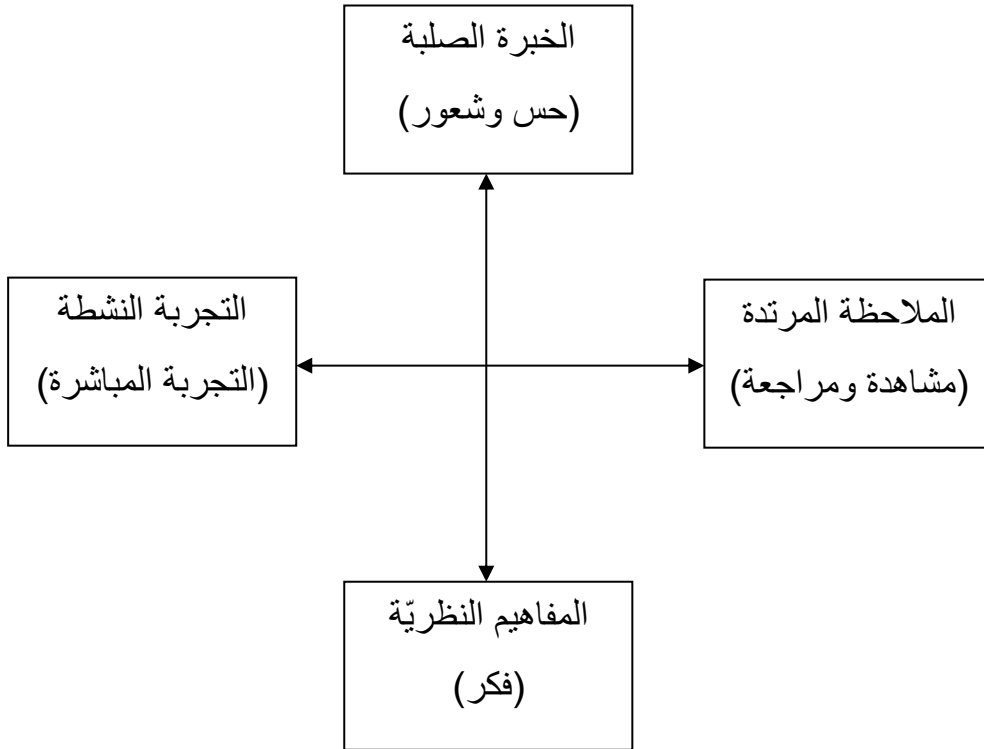 الخبرة الصلبة
(حس وشعور)
الملاحظة المرتدة
(مشاهدة ومراجعة)
التجربة النشطة
(التجربة المباشرة)
المفاهيم النظريّة
(فكر)